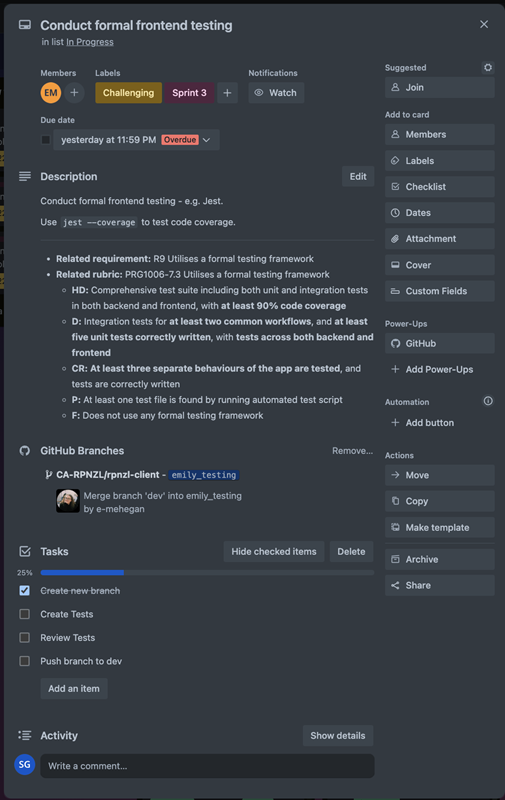 Conduct formal frontend testing
in list In Progress
Members
Labels
Notifications
EM
Challenging
Sprint 3
Watch
Due date
yesterday at 11:59 PM
Overdue
Description
Edit
Conduct formal frontend testing - e.g. Jest.
Use jest --coverage to test code coverage.
Related requirement: R9 Utilises a formal testing framework
Related rubric: PRG1006-7.3 Utilises a formal testing framework
HD: Comprehensive test suite including both unit and integration tests
in both backend and frontend, with at least 90% code coverage
D: Integration tests for at least two common workflows, and at least
five unit tests correctly written, with tests across both backend and
frontend
CR: At least three separate behaviours of the app are tested, and
tests are correctly written
P: At least one test file is found by running automated test script
F: Does not use any formal testing framework
GitHub Branches
Remove...
CA-RPNZL/rpnzl-client - emily_testing
Merge branch 'dev' into emily_testing
by e-mehegan
Tasks
Hide checked items
Delete
25%
Create new branch
Create Tests
Review Tests
Push branch to dev
Add an item
Activity
Show details
SG
Write a comment...
Suggested
Join
Add to card
Members
Labels
Checklist
Dates
Attachment
Cover
Custom Fields
Power-Ups
GitHub
Add Power-Ups
Automation
Add button
Actions
Move
Copy
Make template
Archive
Share